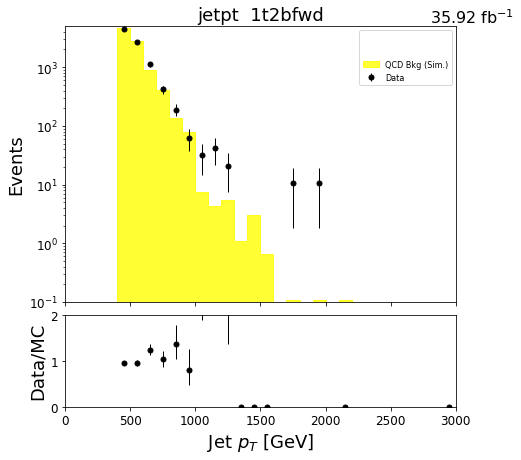 jetpt 1t2bfwd
35.92 fb⁻¹
QCD Bkg (Sim.)
Data
Events
10³
10²
10¹
10⁰
10⁻¹
Data/MC
2
1
0
0 500 1000 1500 2000 2500 3000
Jet p_T [GeV]